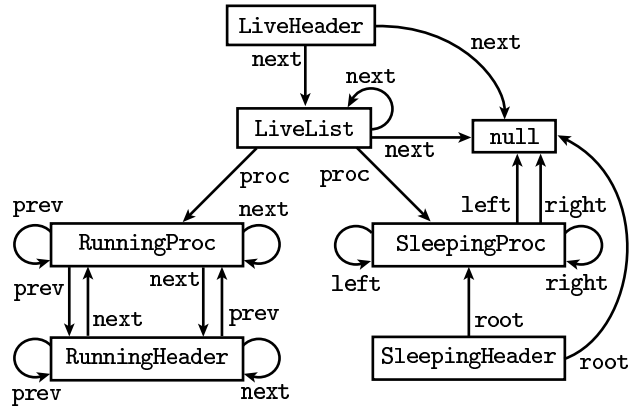 LiveHeader
next
next
next
LiveList
null
next
proc
proc
prev
next
left
right
RunningProc
SleepingProc
prev
next
left
right
next
prev
root
RunningHeader
SleepingHeader
root
prev
next